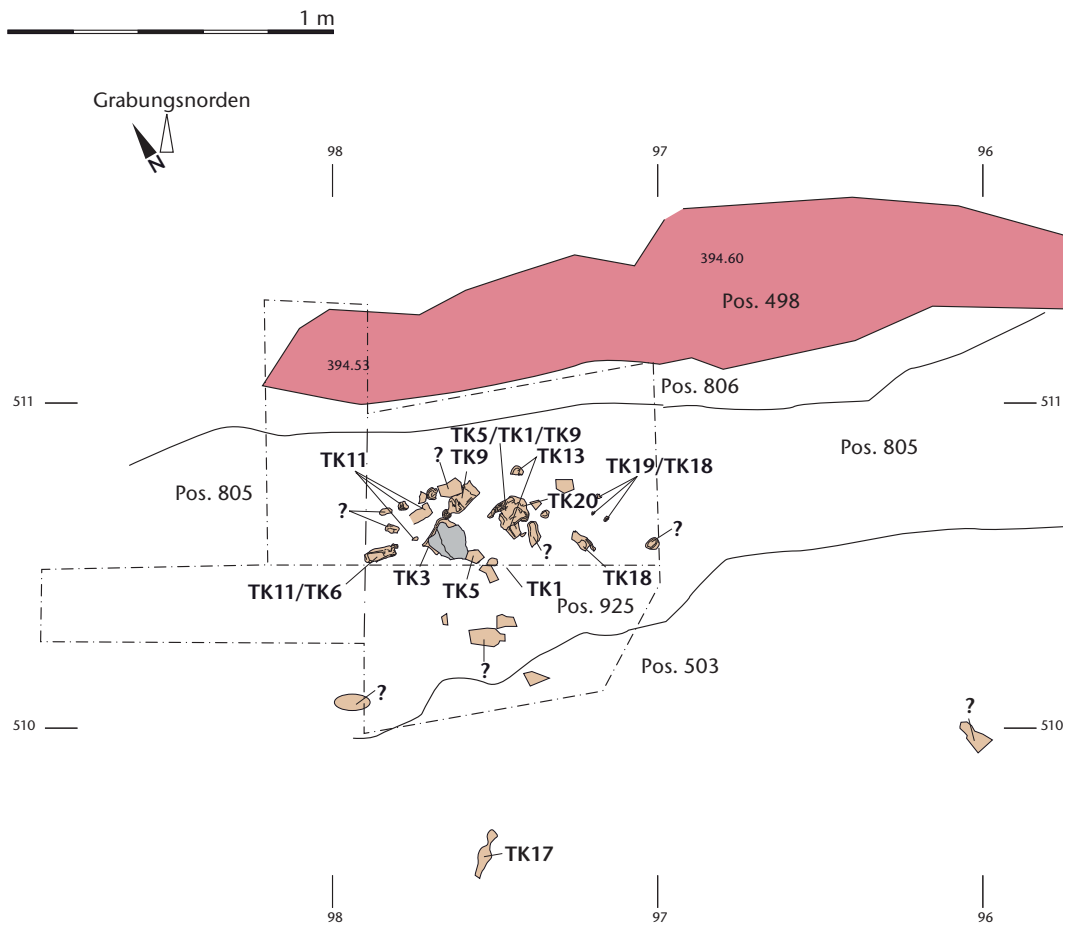 1 m
Grabungsnorden
N
98
97
96
394.60
Pos. 498
394.53
Pos. 806
511
511
TK5/TK1/TK9
?
TK9
TK13
TK11
TK19/TK18
Pos. 805
Pos. 805
TK20
?
?
?
TK3
TK18
TK11/TK6
TK5
TK1
Pos. 925
?
Pos. 503
?
?
510
510
TK17
98
97
96